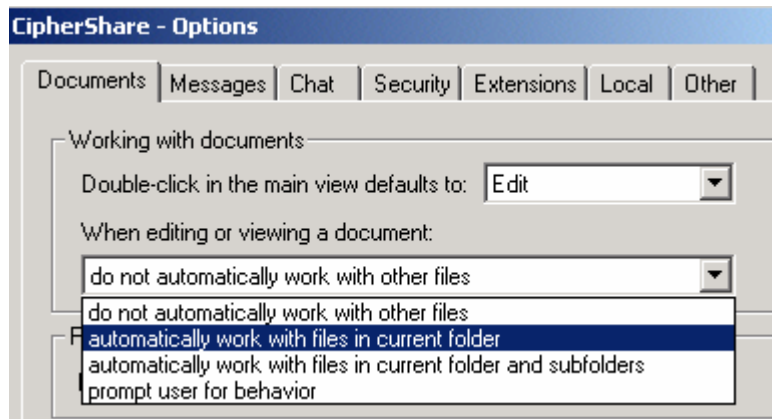 CipherShare - Options
Documents Messages Chat Security Extensions Local Other
Working with documents
Double-click in the main view defaults to: Edit
When editing or viewing a document:
do not automatically work with other files
do not automatically work with other files
automatically work with files in current folder
automatically work with files in current folder and subfolders
prompt user for behavior